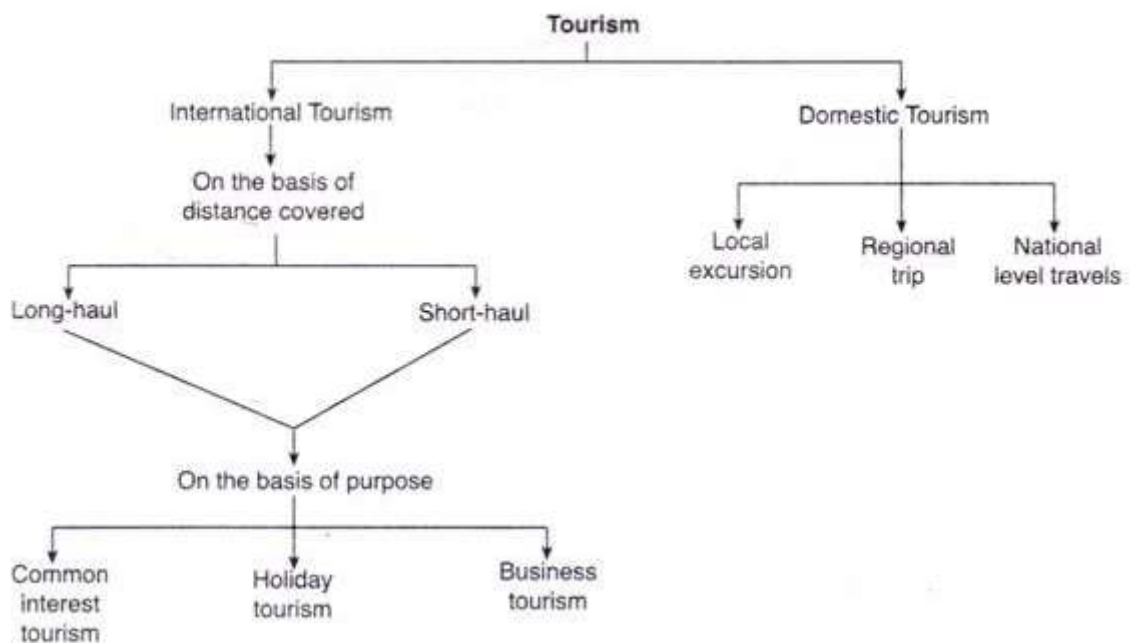 Tourism
International Tourism
Domestic Tourism
On the basis of
distance covered
Local
excursion
Regional
trip
National
level travels
Long-haul
Short-haul
On the basis of purpose
Common
interest
tourism
Holiday
tourism
Business
tourism